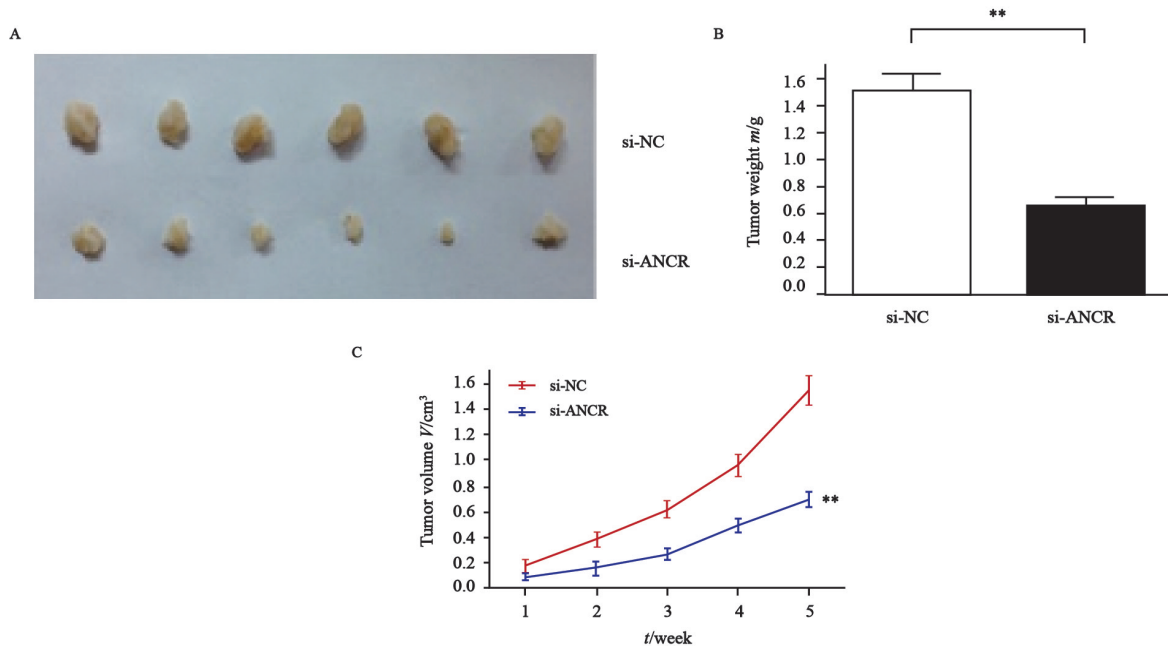 A
si-NC
si-ANCR
B
**
Tumor weight m/g
1.6
1.4
1.2
1.0
0.8
0.6
0.4
0.2
0.0
si-NC
si-ANCR
C
Tumor volume V/cm³
1.6
1.4
1.2
1.0
0.8
0.6
0.4
0.2
0.0
si-NC
si-ANCR
**
1 2 3 4 5
t/week